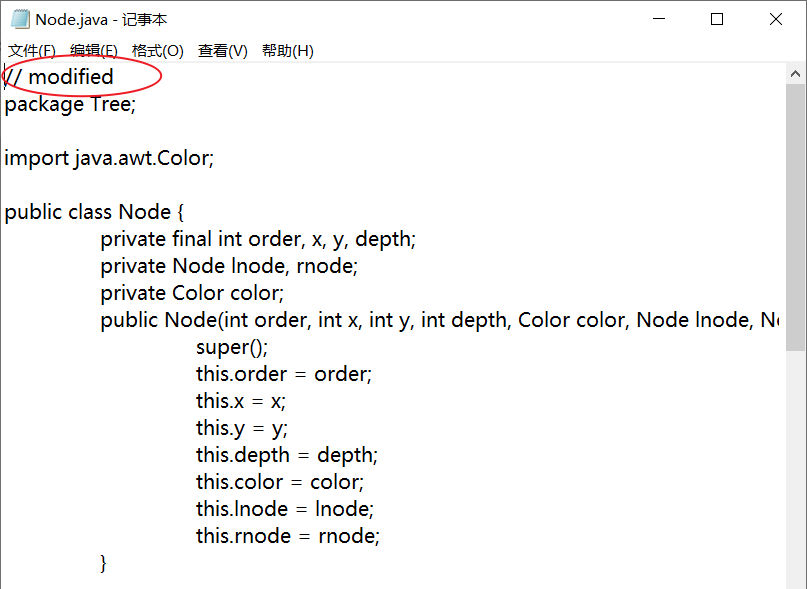 Node.java - 记事本
文件(F) 编辑(E) 格式(O) 查看(V) 帮助(H)
// modified
package Tree;
import java.awt.Color;
public class Node {
private final int order, x, y, depth;
private Node lnode, rnode;
private Color color;
public Node(int order, int x, int y, int depth, Color color, Node lnode,
super();
this.order = order;
this.x = x;
this.y = y;
this.depth = depth;
this.color = color;
this.lnode = lnode;
this.rnode = rnode;
}